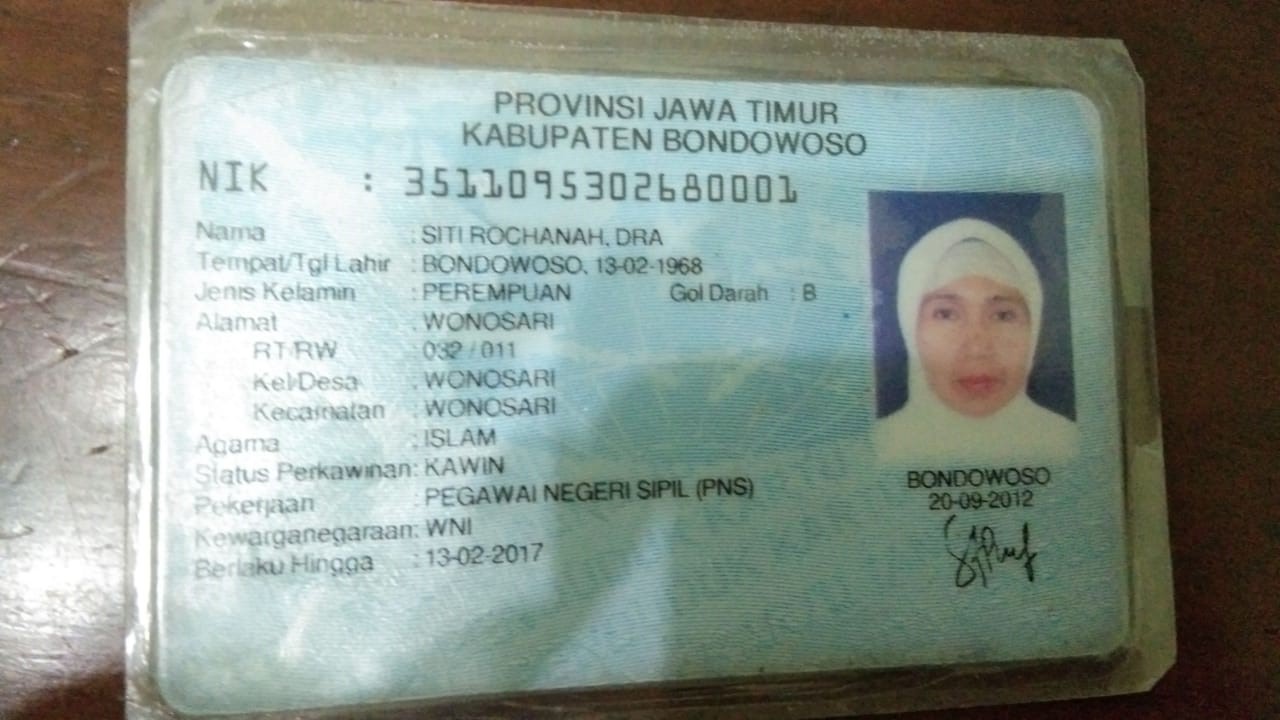 PROVINSI JAWA TIMUR
KABUPATEN BONDOWOSO
NIK : 3511095302680001
Nama : SITI ROCHANAH, DRA
Tempat/Tgl Lahir : BONDOWOSO, 13-02-1968
Jenis Kelamin : PEREMPUAN Gol Darah : B
Alamat : WONOSARI
RT/RW : 032 / 011
Kel/Desa : WONOSARI
Kecamatan : WONOSARI
Agama : ISLAM
Status Perkawinan: KAWIN
Pekerjaan : PEGAWAI NEGERI SIPIL (PNS)
Kewarganegaraan: WNI
Berlaku Hingga : 13-02-2017
BONDOWOSO
20-09-2012